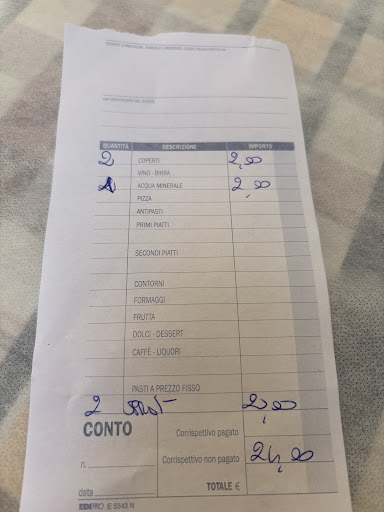 QUANTITÀ DESCRIZIONE IMPORTO
2 COPERTI 2,00
VINO - BIRRA
1 ACQUA MINERALE 2,00
PIZZA
ANTIPASTI
PRIMI PIATTI
SECONDI PIATTI
CONTORNI
FORMAGGI
FRUTTA
DOLCI - DESSERT
CAFFÈ - LIQUORI
PASTI A PREZZO FISSO
2 20,00
CONTO Corrispettivo pagato
n. Corrispettivo non pagato 24,00
data TOTALE €
EDIPRO E 5543 N